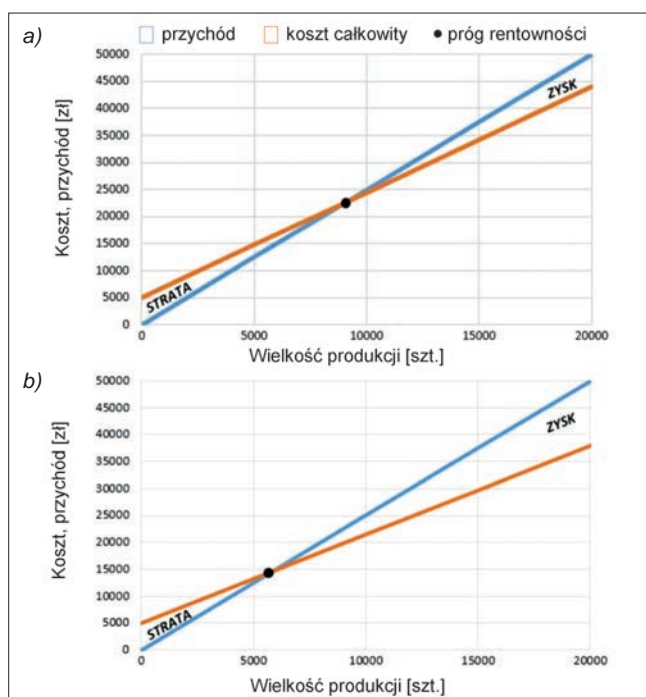 a) przychód koszt całkowity próg rentowności
50000
45000
40000
35000
30000
25000
20000
15000
10000
5000
0
Koszt, przychód [zł]
ZYSK
STRATA
0 5000 10000 15000 20000
Wielkość produkcji [szt.]
b)
50000
45000
40000
35000
30000
25000
20000
15000
10000
5000
0
Koszt, przychód [zł]
ZYSK
STRATA
0 5000 10000 15000 20000
Wielkość produkcji [szt.]